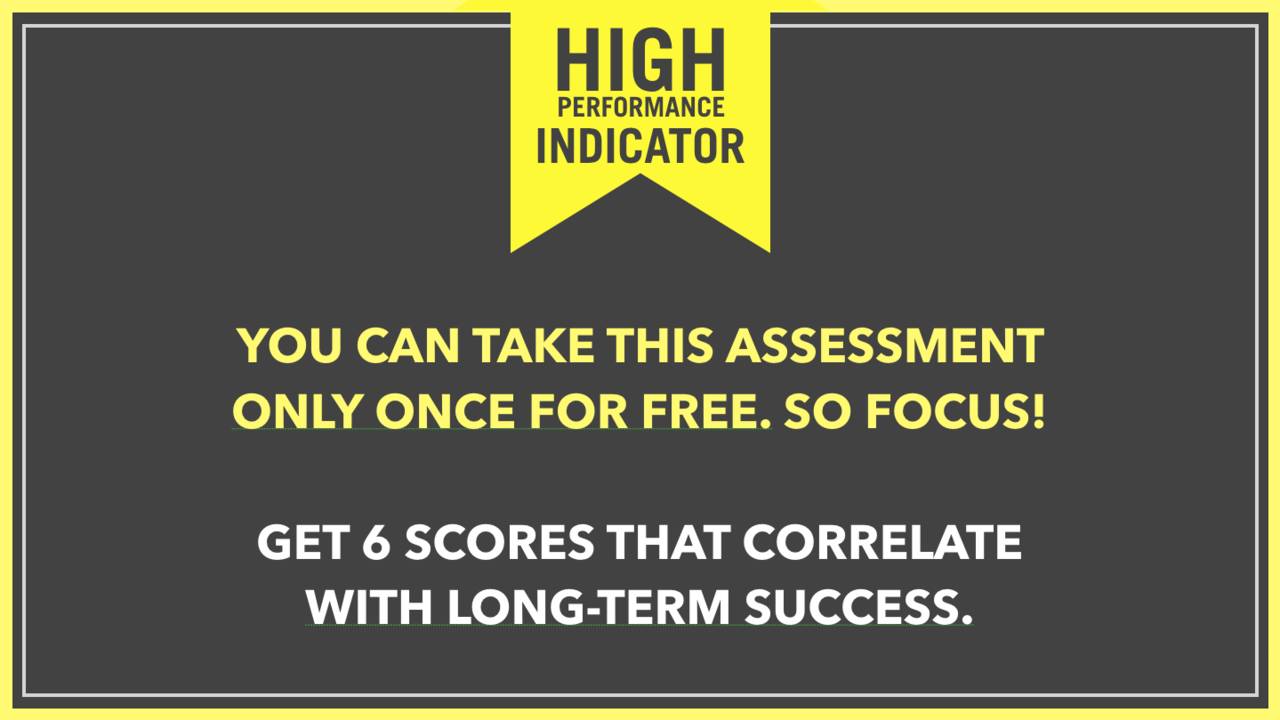 HIGH
PERFORMANCE
INDICATOR
YOU CAN TAKE THIS ASSESSMENT
ONLY ONCE FOR FREE. SO FOCUS!
GET 6 SCORES THAT CORRELATE
WITH LONG-TERM SUCCESS.